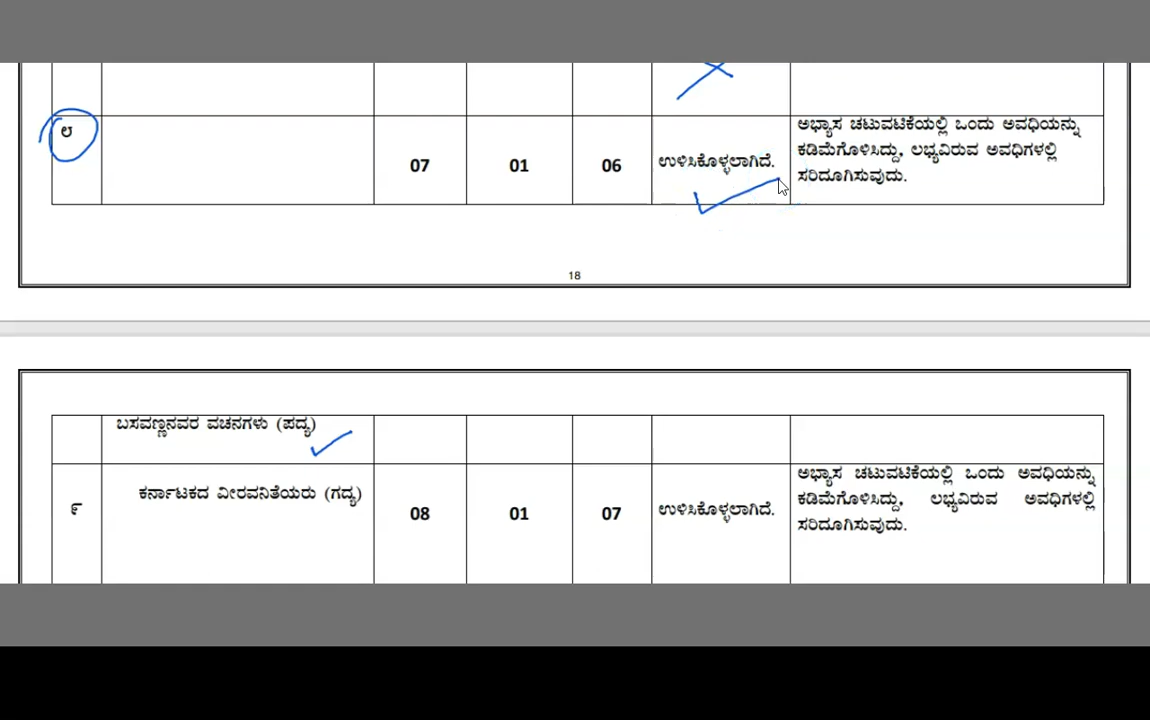 ೮
07
01
06
ಉಳಿಸಿಕೊಳ್ಳಲಾಗಿದೆ.
ಅಭ್ಯಾಸ ಚಟುವಟಿಕೆಯಲ್ಲಿ ಒಂದು ಅವಧಿಯನ್ನು
ಕಡಿಮೆಗೊಳಿಸಿದ್ದು, ಲಭ್ಯವಿರುವ ಅವಧಿಗಳಲ್ಲಿ
ಸರಿದೂಗಿಸುವುದು.
18
ಬಸವಣ್ಣನವರ ವಚನಗಳು (ಪದ್ಯ)
೯
ಕರ್ನಾಟಕದ ವೀರವನಿತೆಯರು (ಗದ್ಯ)
08
01
07
ಉಳಿಸಿಕೊಳ್ಳಲಾಗಿದೆ.
ಅಭ್ಯಾಸ ಚಟುವಟಿಕೆಯಲ್ಲಿ ಒಂದು ಅವಧಿಯನ್ನು
ಕಡಿಮೆಗೊಳಿಸಿದ್ದು, ಲಭ್ಯವಿರುವ ಅವಧಿಗಳಲ್ಲಿ
ಸರಿದೂಗಿಸುವುದು.